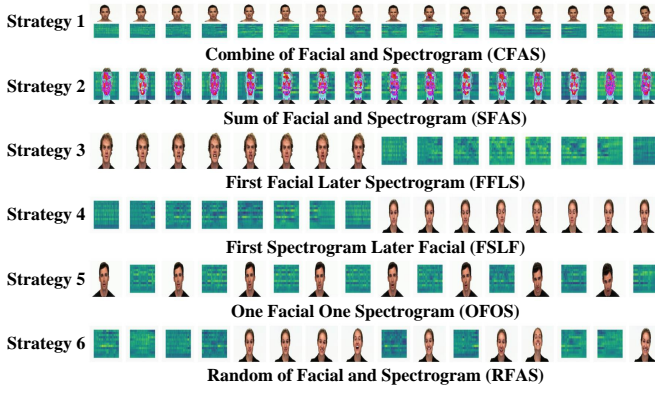 Strategy 1
Combine of Facial and Spectrogram (CFAS)
Strategy 2
Sum of Facial and Spectrogram (SFAS)
Strategy 3
First Facial Later Spectrogram (FFLS)
Strategy 4
First Spectrogram Later Facial (FSLF)
Strategy 5
One Facial One Spectrogram (OFOS)
Strategy 6
Random of Facial and Spectrogram (RFAS)